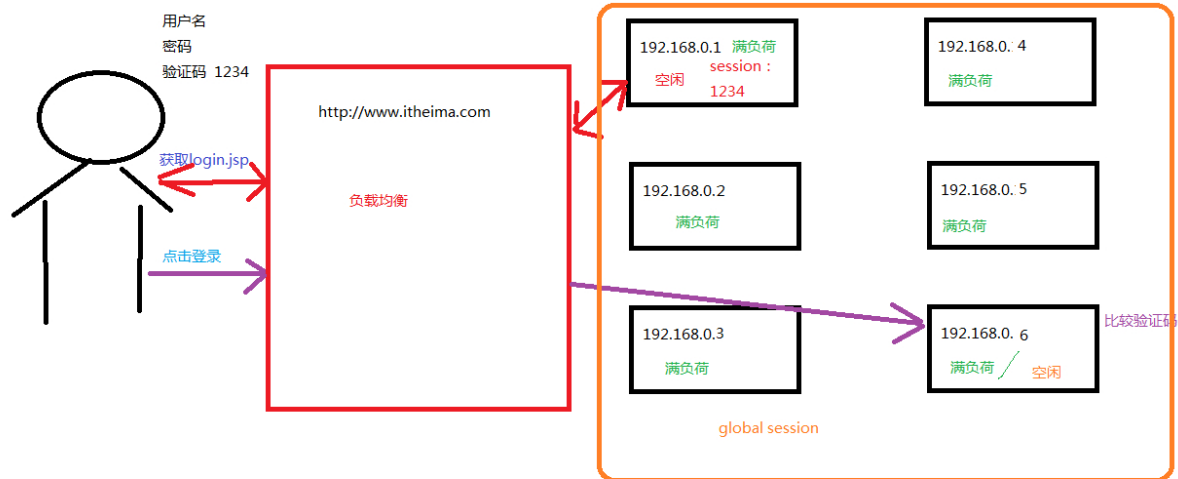 用户名
密码
验证码 1234
获取login.jsp
点击登录
http://www.itheima.com
负载均衡
192.168.0.1 满负荷
空闲 session：
1234
192.168.0. 4
满负荷
192.168.0.2
满负荷
192.168.0. 5
满负荷
192.168.0.3
满负荷
192.168.0. 6
满负荷 / 空闲
比较验证码
global session